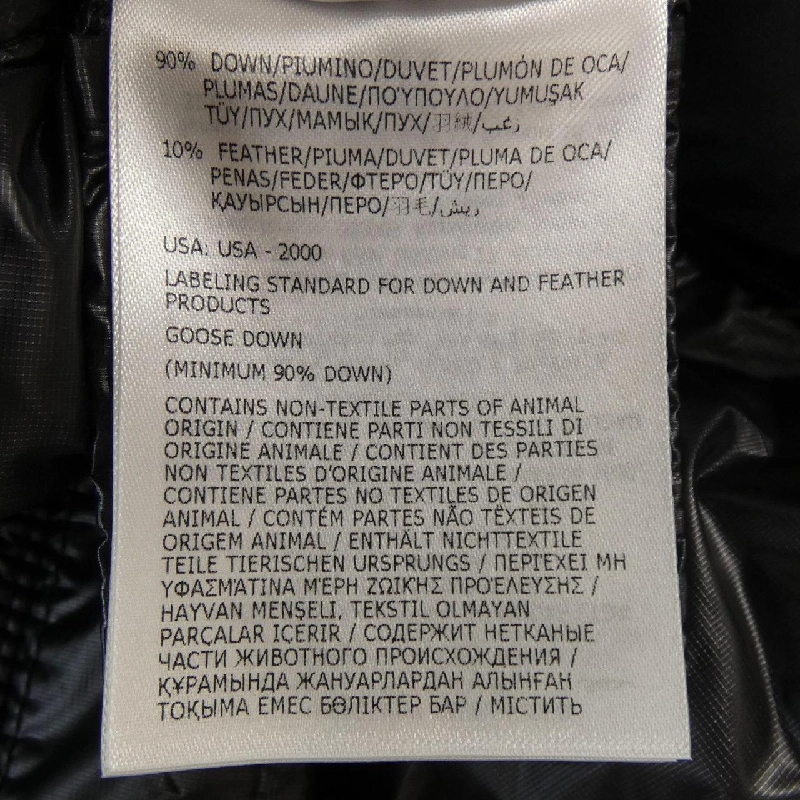 90% DOWN/PIUMINO/DUVET/PLUMÓN DE OCA/
PLUMAS/DAUNE/ΠΟΎΠΟΥΛΟ/YUMUŞAK
TÜY/ПУХ/МАМЫҚ/ПУХ/羽絨/زغب
10% FEATHER/PIUMA/DUVET/PLUMA DE OCA/
PENAS/FEDER/ΦΤΕΡΌ/TÜY/ПЕРО/
ҚАУЫРСЫН/ПЕРО/羽毛/ريش
USA: USA - 2000
LABELING STANDARD FOR DOWN AND FEATHER
PRODUCTS
GOOSE DOWN
(MINIMUM 90% DOWN)
CONTAINS NON-TEXTILE PARTS OF ANIMAL
ORIGIN / CONTIENE PARTI NON TESSILI DI
ORIGINE ANIMALE / CONTIENT DES PARTIES
NON TEXTILES D'ORIGINE ANIMALE /
CONTIENE PARTES NO TEXTILES DE ORIGEN
ANIMAL / CONTÉM PARTES NÃO TÊXTEIS DE
ORIGEM ANIMAL / ENTHÄLT NICHTTEXTILE
TEILE TIERISCHEN URSPRUNGS / ΠΕΡΙΈΧΕΙ ΜΗ
ΥΦΑΣΜΆΤΙΝΑ ΜΈΡΗ ΖΩΙΚΉΣ ΠΡΟΈΛΕΥΣΗΣ /
HAYVAN MENŞELİ, TEKSTIL OLMAYAN
PARÇALAR IÇERIR / СОДЕРЖИТ НЕТКАНЫЕ
ЧАСТИ ЖИВОТНОГО ПРОИСХОЖДЕНИЯ /
ҚҰРАМЫНДА ЖАНУАРЛАРДАН АЛЫНҒАН
ТОҚЫМА ЕМЕС БӨЛІКТЕР БАР / МІСТИТЬ